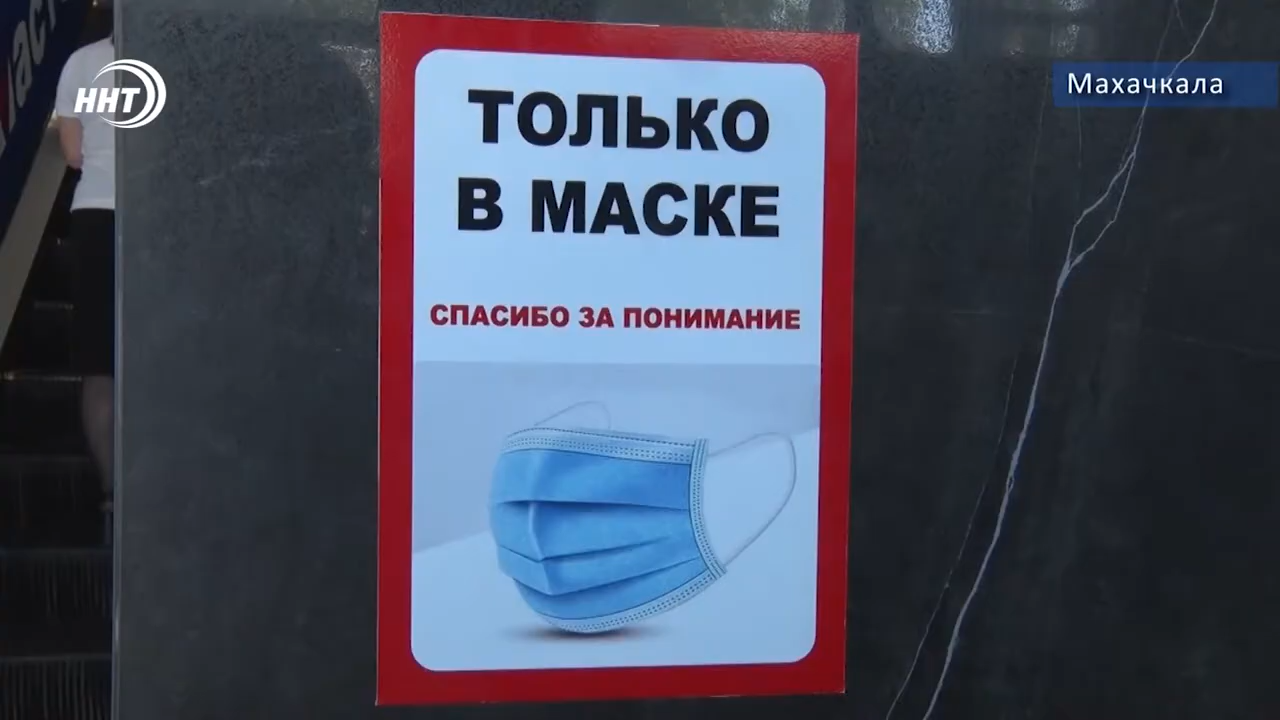 ННТ
Махачкала
ТОЛЬКО
В МАСКЕ
СПАСИБО ЗА ПОНИМАНИЕ